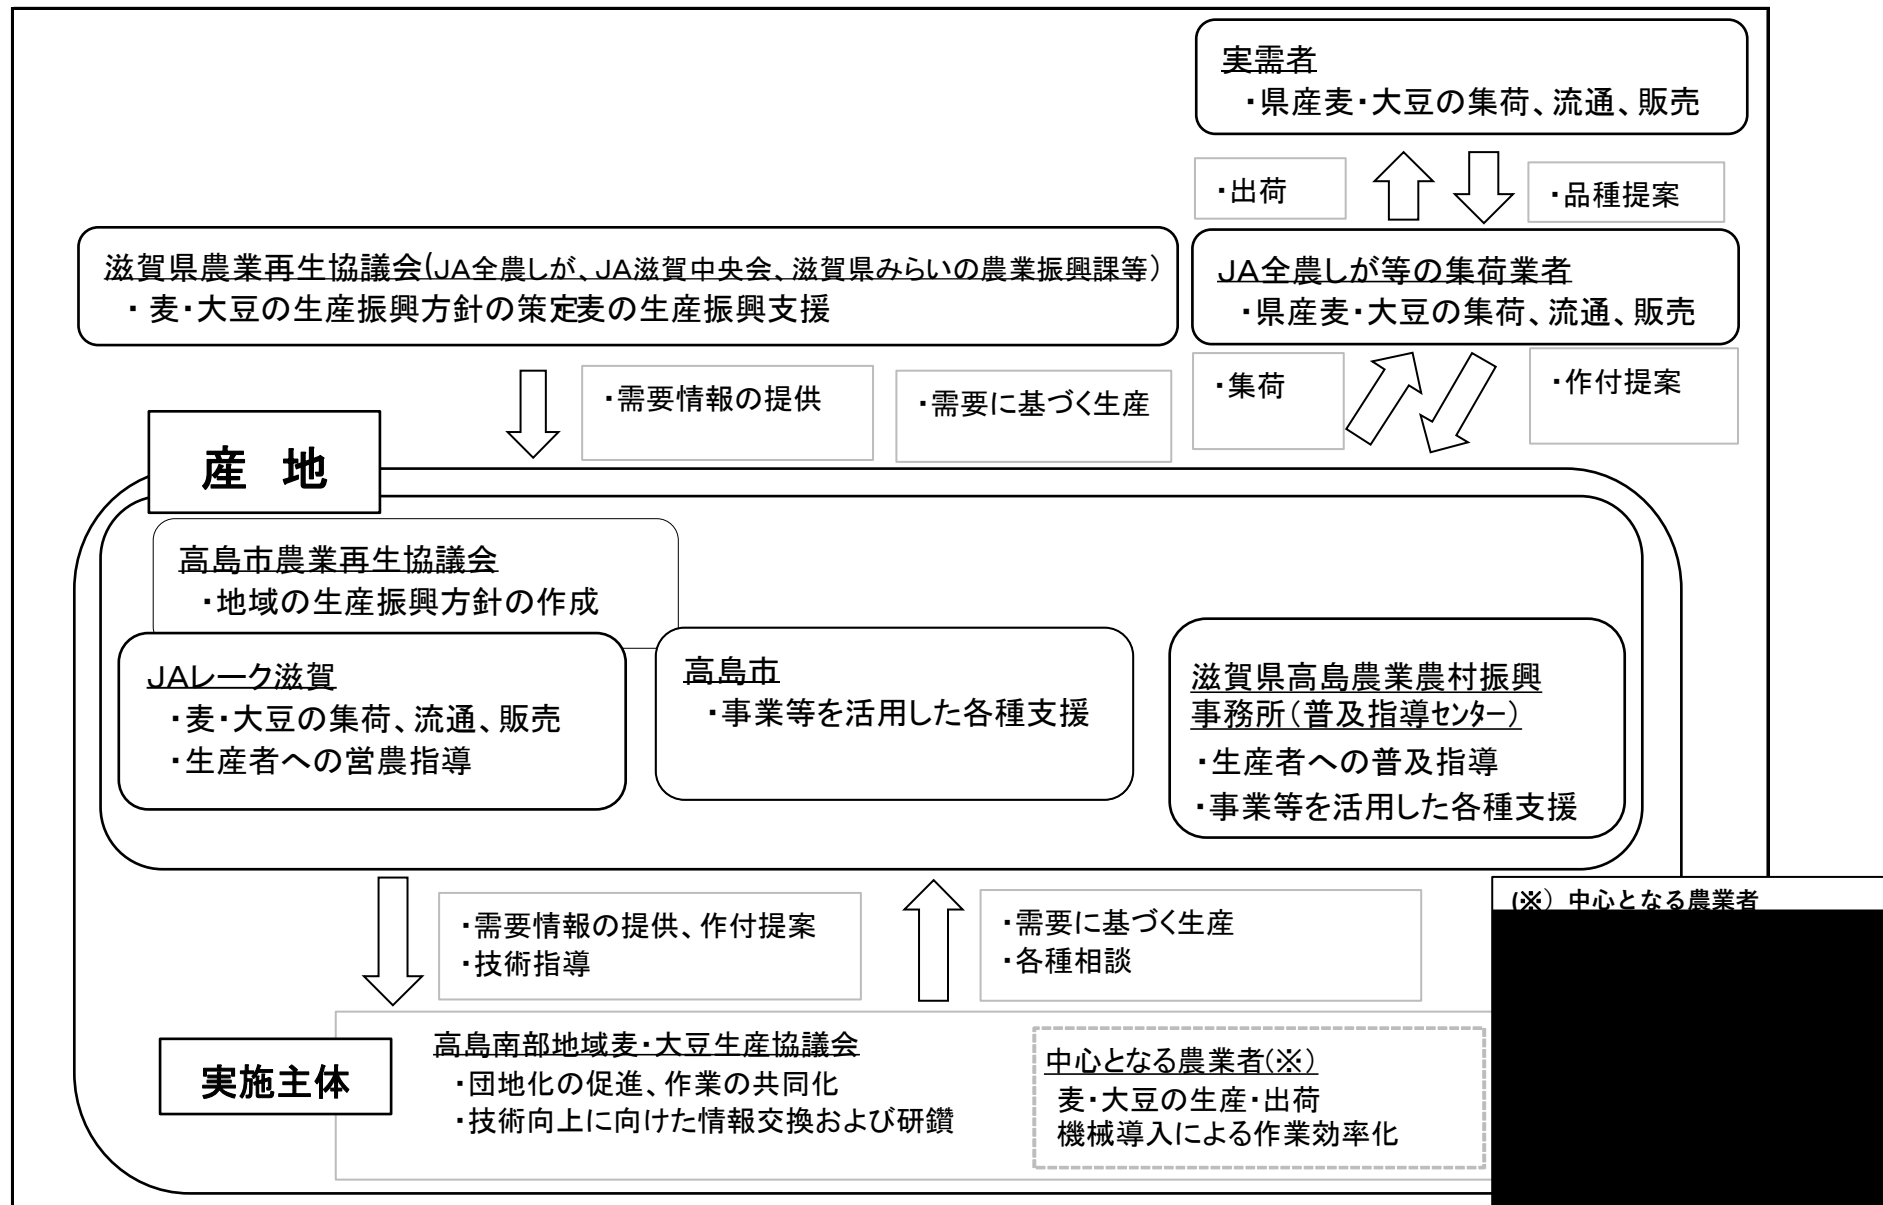 実需者
・県産麦・大豆の集荷、流通、販売
・出荷
・品種提案
滋賀県農業再生協議会(JA全農しが、JA滋賀中央会、滋賀県みらいの農業振興課等)
・ 麦・大豆の生産振興方針の策定麦の生産振興支援
JA全農しが等の集荷業者
・県産麦・大豆の集荷、流通、販売
・需要情報の提供
・需要に基づく生産
・集荷
・作付提案
産 地
高島市農業再生協議会
・地域の生産振興方針の作成
JAレーク滋賀
・麦・大豆の集荷、流通、販売
・生産者への営農指導
高島市
・事業等を活用した各種支援
滋賀県高島農業農村振興
事務所(普及指導センター)
・生産者への普及指導
・事業等を活用した各種支援
・需要情報の提供、作付提案
・技術指導
・需要に基づく生産
・各種相談
(※)中心となる農業者
実施主体
高島南部地域麦・大豆生産協議会
・団地化の促進、作業の共同化
・技術向上に向けた情報交換および研鑽
中心となる農業者(※)
麦・大豆の生産・出荷
機械導入による作業効率化